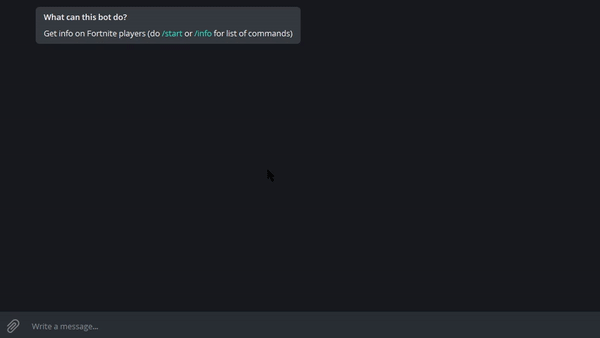 What can this bot do?
Get info on Fortnite players (do /start or /info for list of commands)
Write a message...